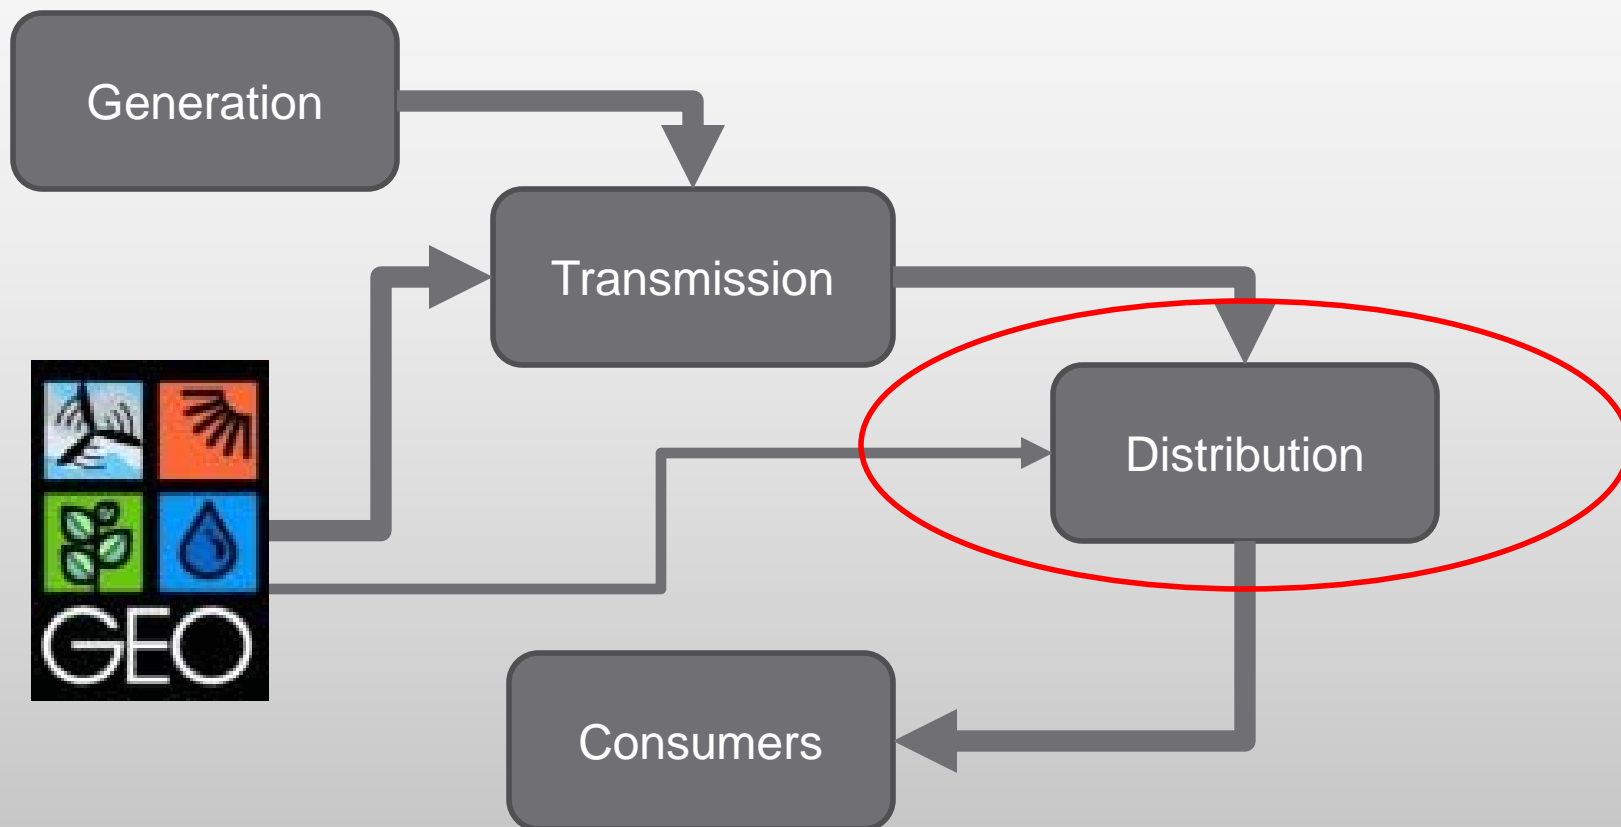 Generation
Transmission
Distribution
GEO
Consumers